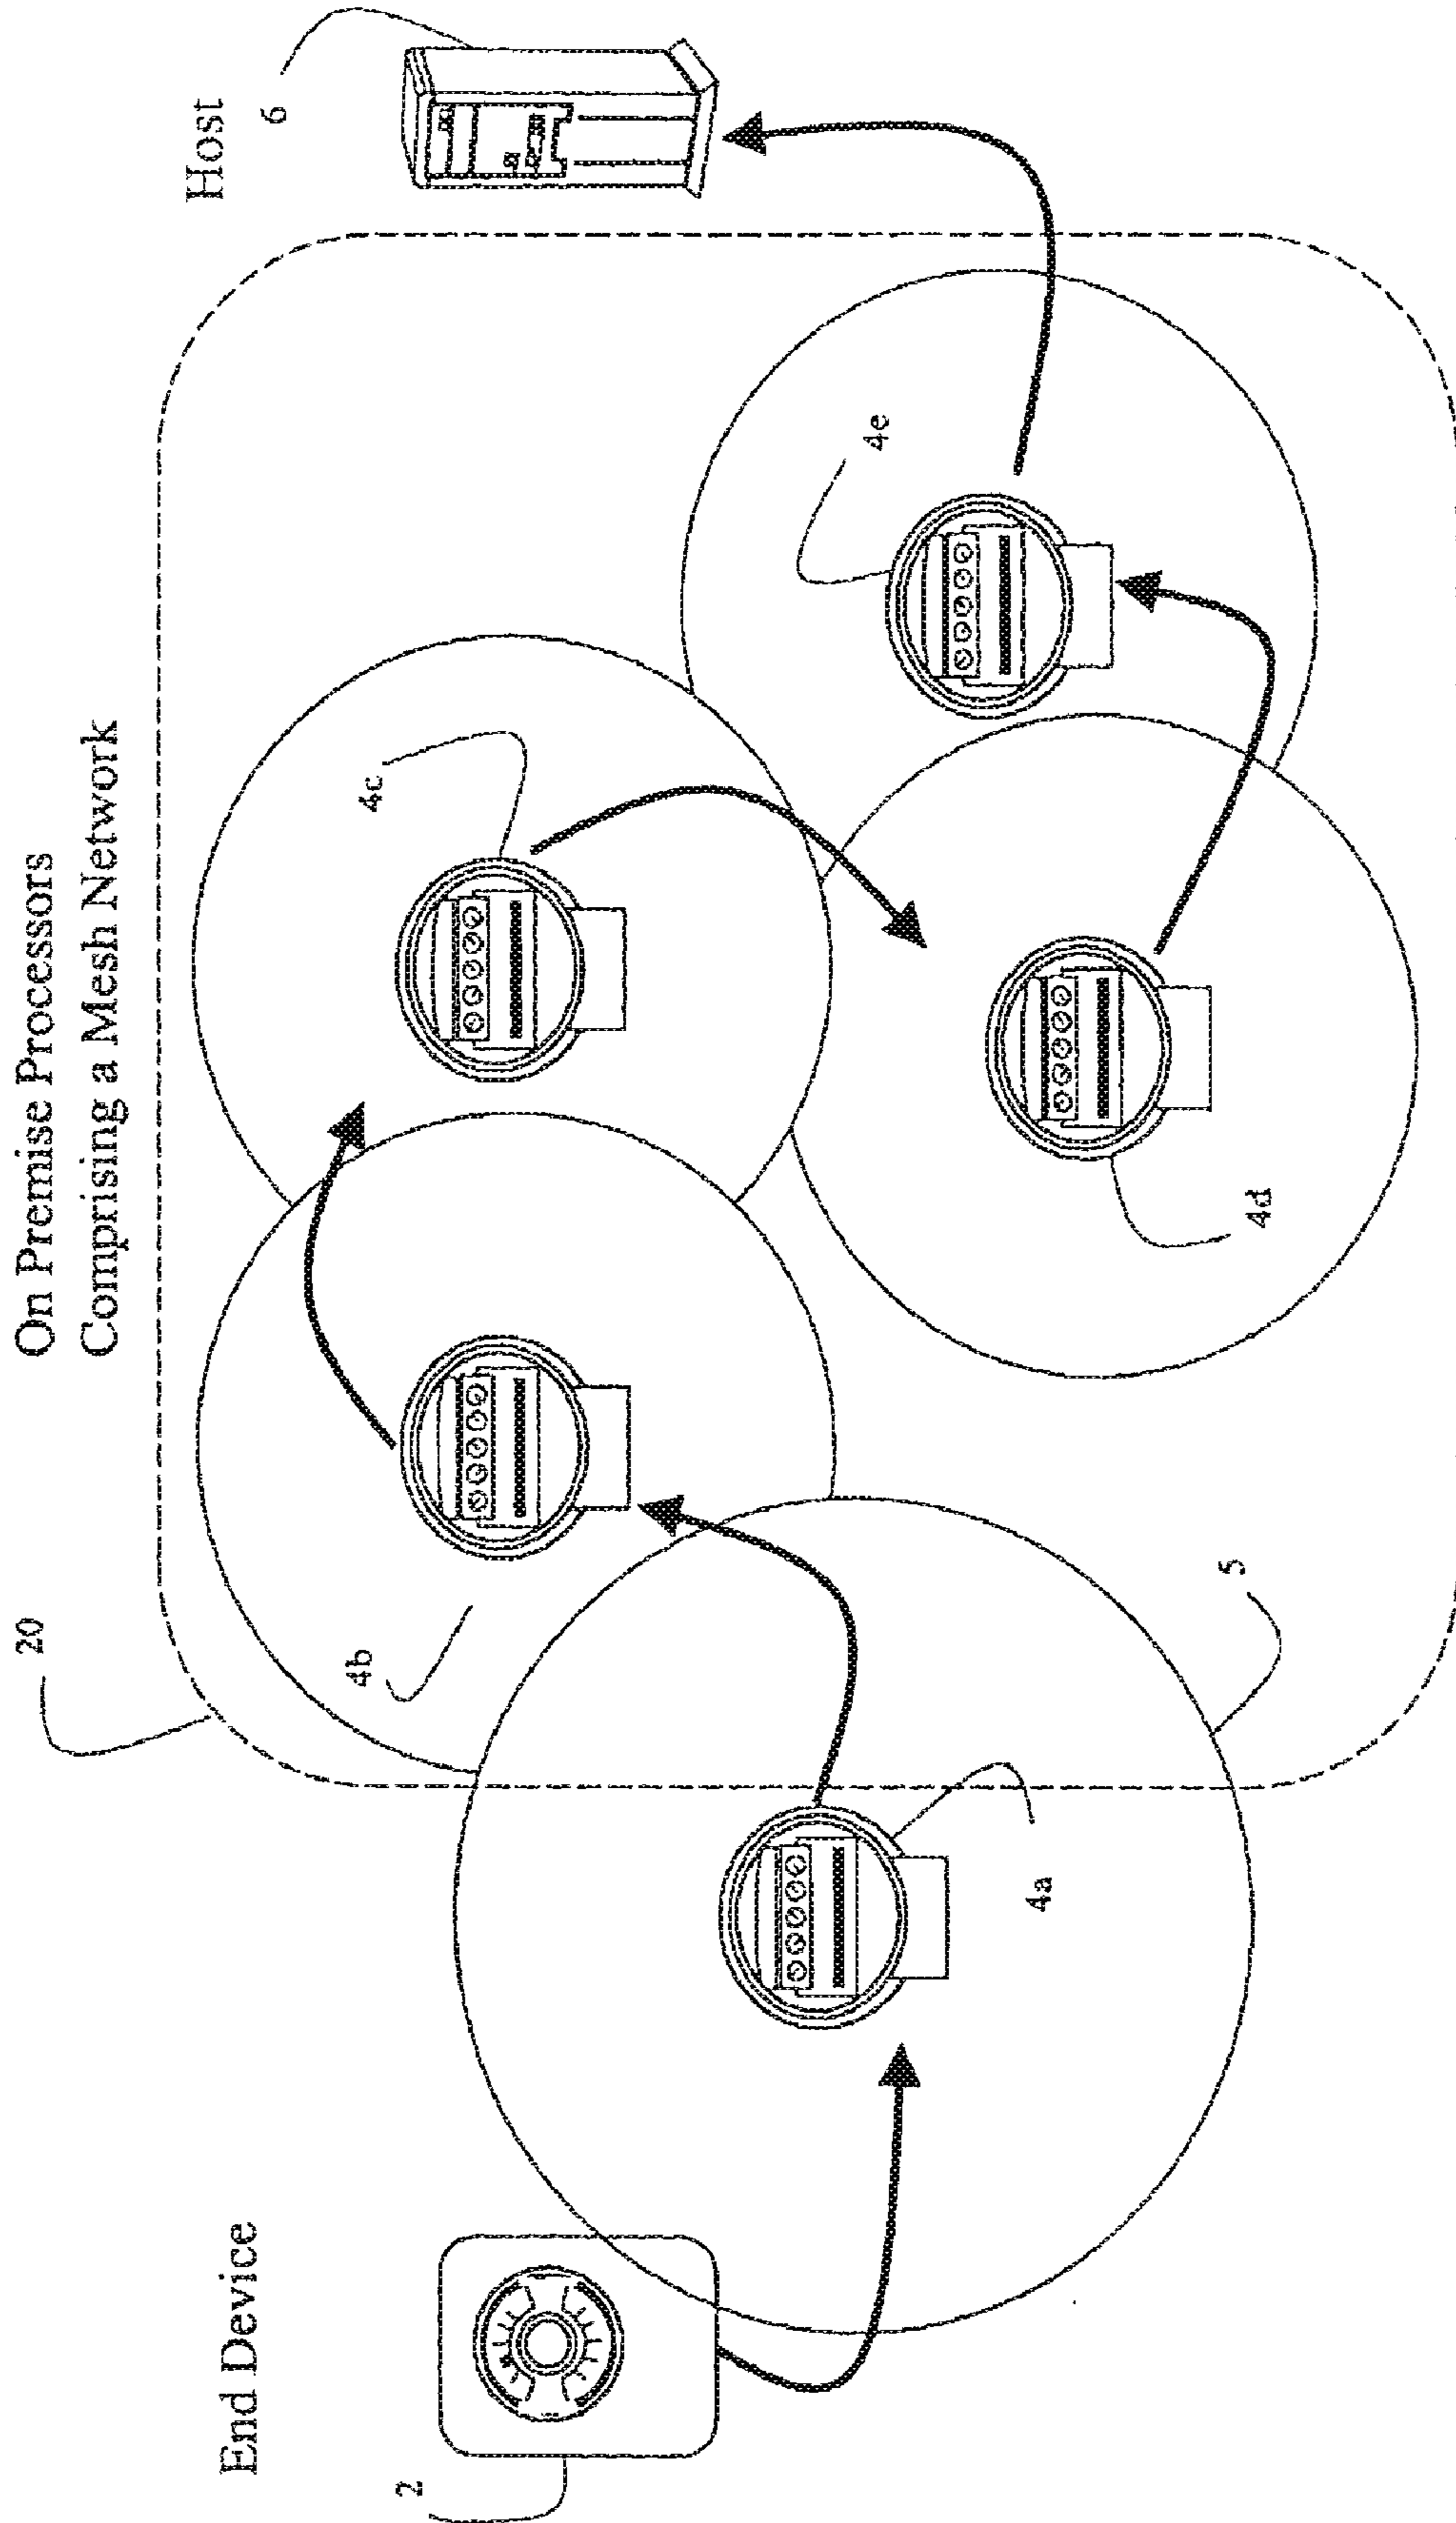 On Premise Processors
Comprising a Mesh Network
20
End Device
Host
6
2
4b
4c
4e
4a
5
4d